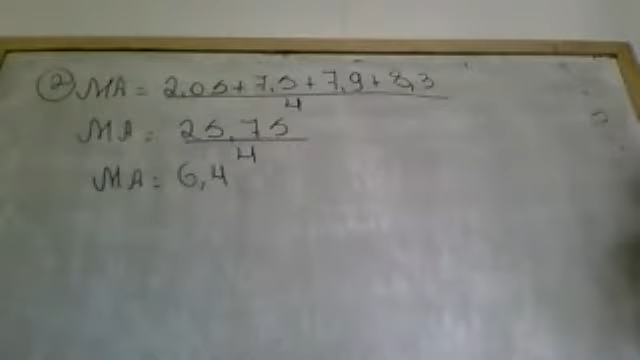 ② MA = 2,05 + 7,5 + 7,9 + 8,3
4
MA = 25,75
4
MA = 6,4